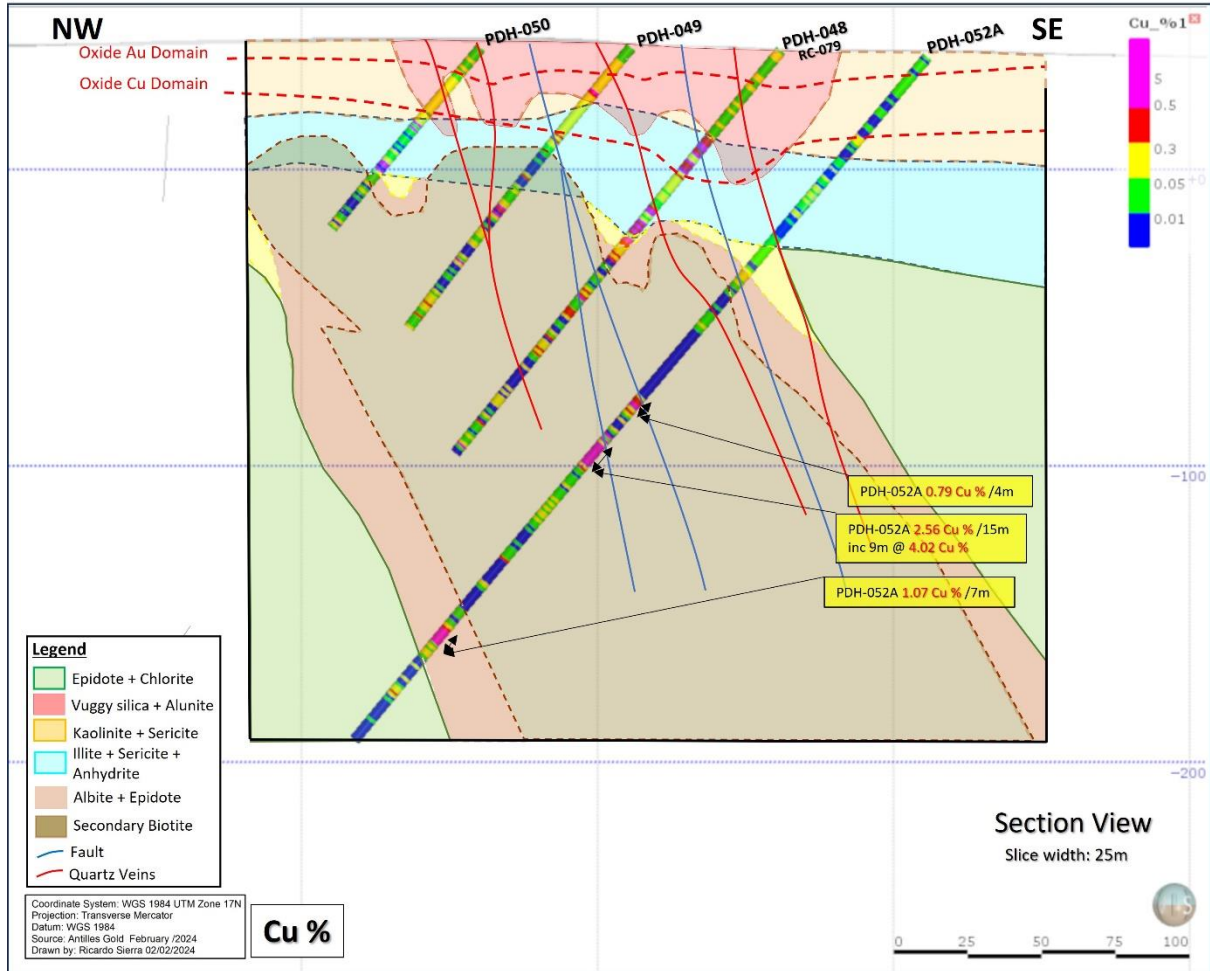 NW
PDH-050
PDH-049
PDH-048
RC-079
PDH-052A
SE
Cu_%1
5
0.5
0.3
0.05
0.01
Oxide Au Domain
Oxide Cu Domain
+0
-100
-200
PDH-052A 0.79 Cu % /4m
PDH-052A 2.56 Cu % /15m
inc 9m @ 4.02 Cu %
PDH-052A 1.07 Cu % /7m
Legend
Epidote + Chlorite
Vuggy silica + Alunite
Kaolinite + Sericite
Illite + Sericite +
Anhydrite
Albite + Epidote
Secondary Biotite
Fault
Quartz Veins
Section View
Slice width: 25m
Coordinate System: WGS 1984 UTM Zone 17N
Projection: Transverse Mercator
Datum: WGS 1984
Source: Antilles Gold February /2024
Drawn by: Ricardo Sierra 02/02/2024
Cu %
0 25 50 75 100